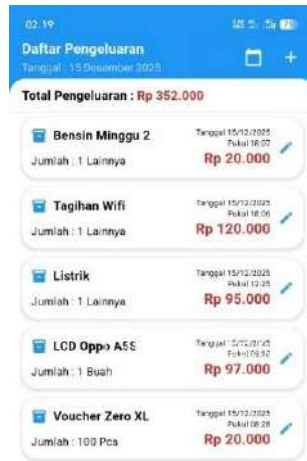 02.19
Daftar Pengeluaran
Tanggal : 15 Desember 2025
Total Pengeluaran : Rp 352.000
Bensin Minggu 2
Tanggal 15/12/2025
Pukul 18:07
Jumlah : 1 Lainnya
Rp 20.000
Tagihan Wifi
Tanggal 15/12/2025
Pukul 18:06
Jumlah : 1 Lainnya
Rp 120.000
Listrik
Tanggal 15/12/2025
Pukul 12:25
Jumlah : 1 Lainnya
Rp 95.000
LCD Oppo A5S
Tanggal
Jumlah : 1 Buah
Rp 97.000
Voucher Zero XL
Tanggal 15/12/2025
Pukul 08:28
Jumlah : 100 Pcs
Rp 20.000